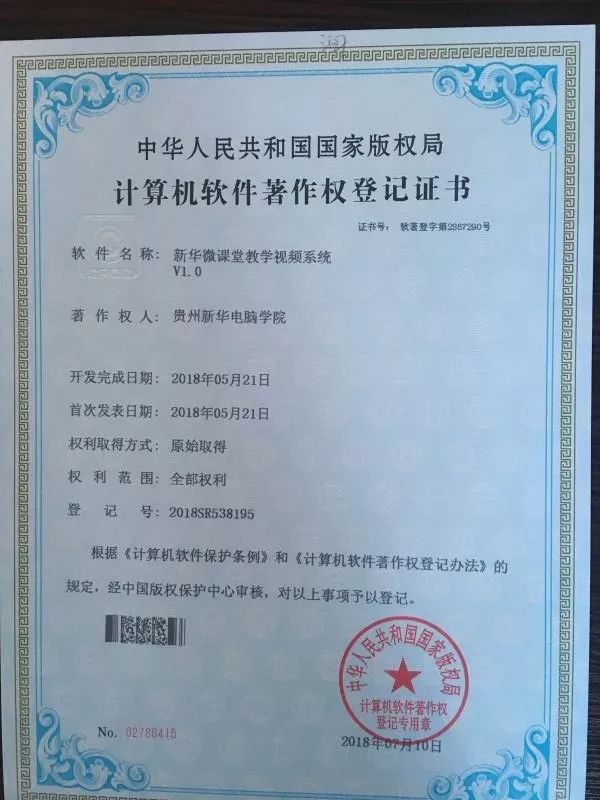 中华人民共和国国家版权局
计算机软件著作权登记证书
证书号： 软著登字第2867290号
软件名称： 新华微课堂教学视频系统
V1.0
著作权人： 贵州新华电脑学院
开发完成日期： 2018年05月21日
首次发表日期： 2018年05月21日
权利取得方式： 原始取得
权利范围： 全部权利
登记号： 2018SR538195
根据《计算机软件保护条例》和《计算机软件著作权登记办法》的
规定，经中国版权保护中心审核，对以上事项予以登记。
中华人民共和国国家版权局
计算机软件著作权
登记专用章
No. 02786415
2018年07月10日